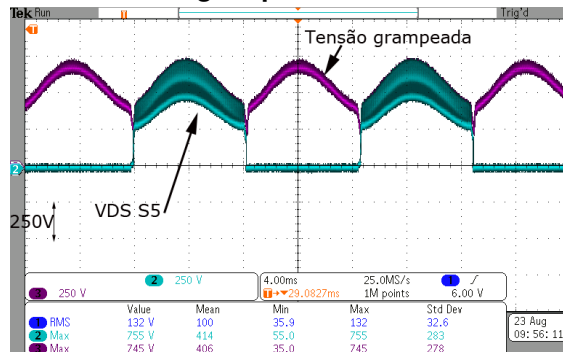 Tek Run Trig'd
T
Tensão grampeada
2
VDS S5
250V
2 250 V 4.00ms 25.0MS/s 1
3 250 V T→▼29.0827ms 1M points 6.00 V
Value Mean Min Max Std Dev
1 RMS 132 V 100 35.9 132 32.6
2 Max 755 V 414 55.0 755 283
3 Max 745 V 406 35.0 745 278
23 Aug
09:56:11